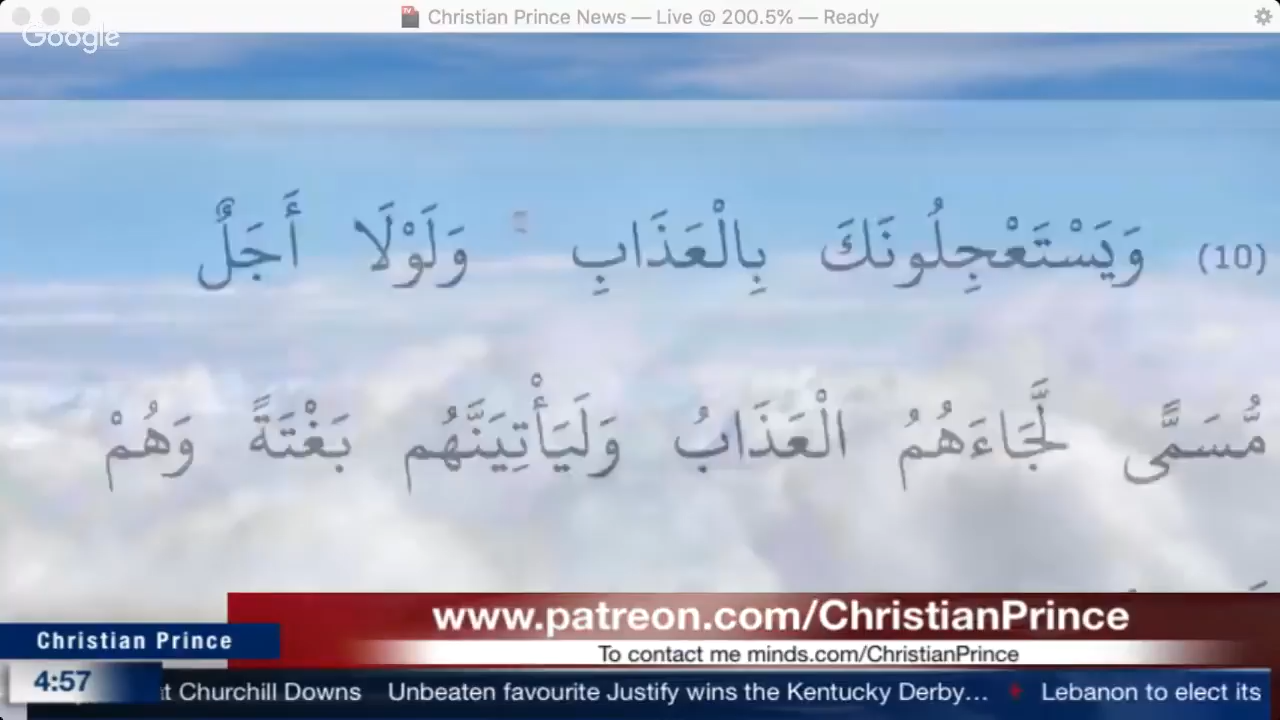 Christian Prince News — Live @ 200.5% — Ready
Google
(10) وَيَسْتَعْجِلُونَكَ بِالْعَذَابِ ۚ وَلَوْلَا أَجَلٌ
مُّسَمًّى لَّجَاءَهُمُ الْعَذَابُ وَلَيَأْتِيَنَّهُم بَغْتَةً وَهُمْ
www.patreon.com/ChristianPrince
Christian Prince
To contact me minds.com/ChristianPrince
4:57
Churchill Downs Unbeaten favourite Justify wins the Kentucky Derby... Lebanon to elect its